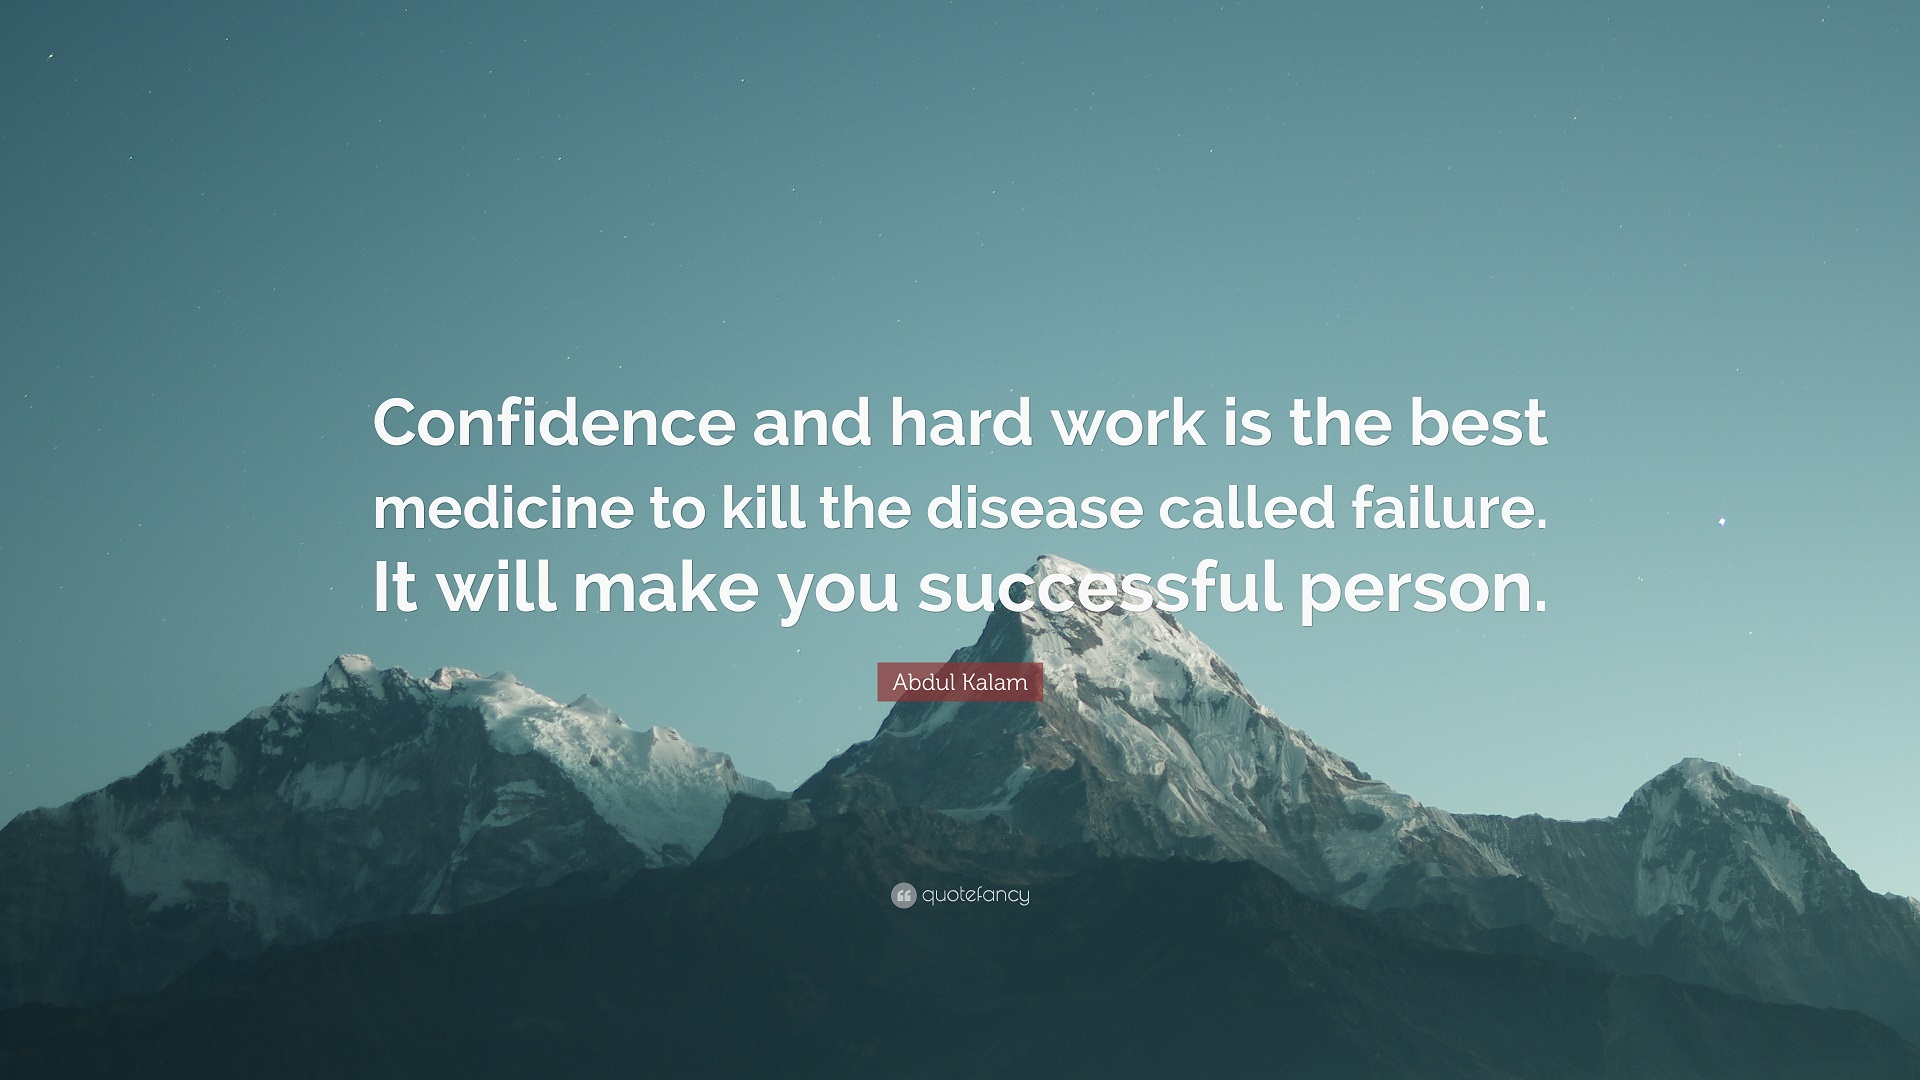 Confidence and hard work is the best
medicine to kill the disease called failure.
It will make you successful person.
Abdul Kalam
quotefancy